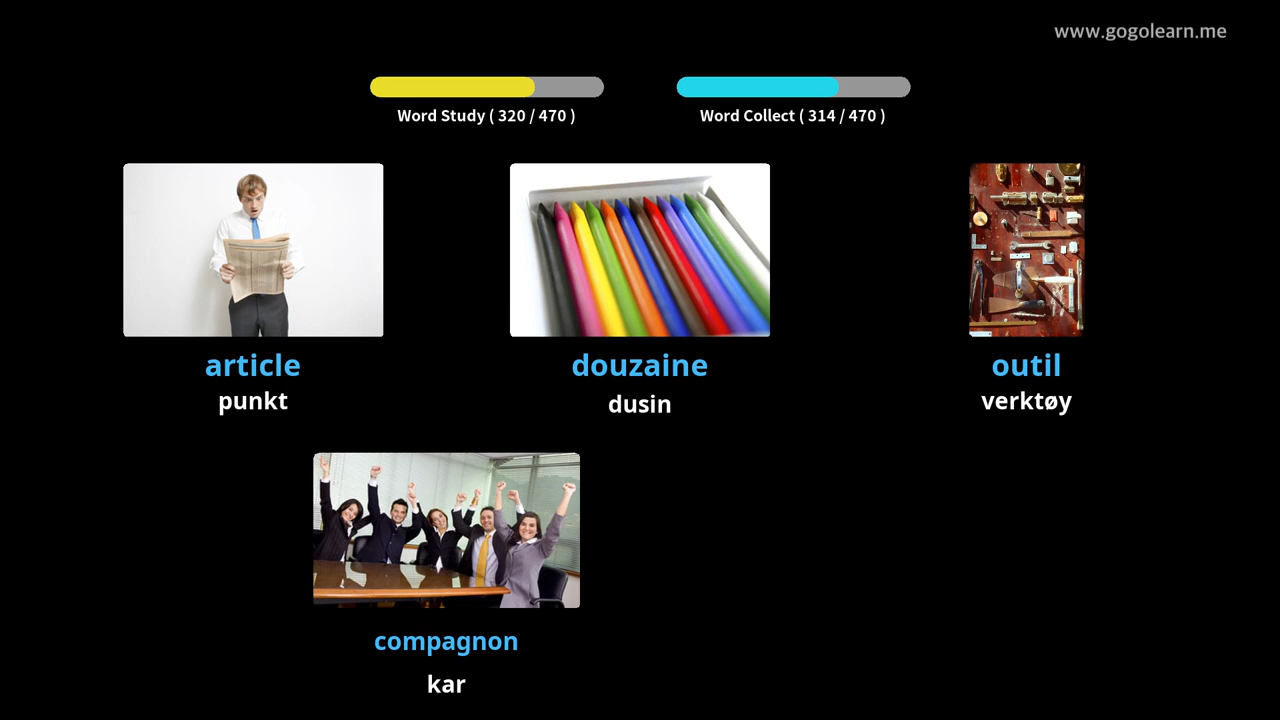 www.gogolearn.me
Word Study ( 320 / 470 )
Word Collect ( 314 / 470 )
article
punkt
douzaine
dusin
outil
verktøy
compagnon
kar